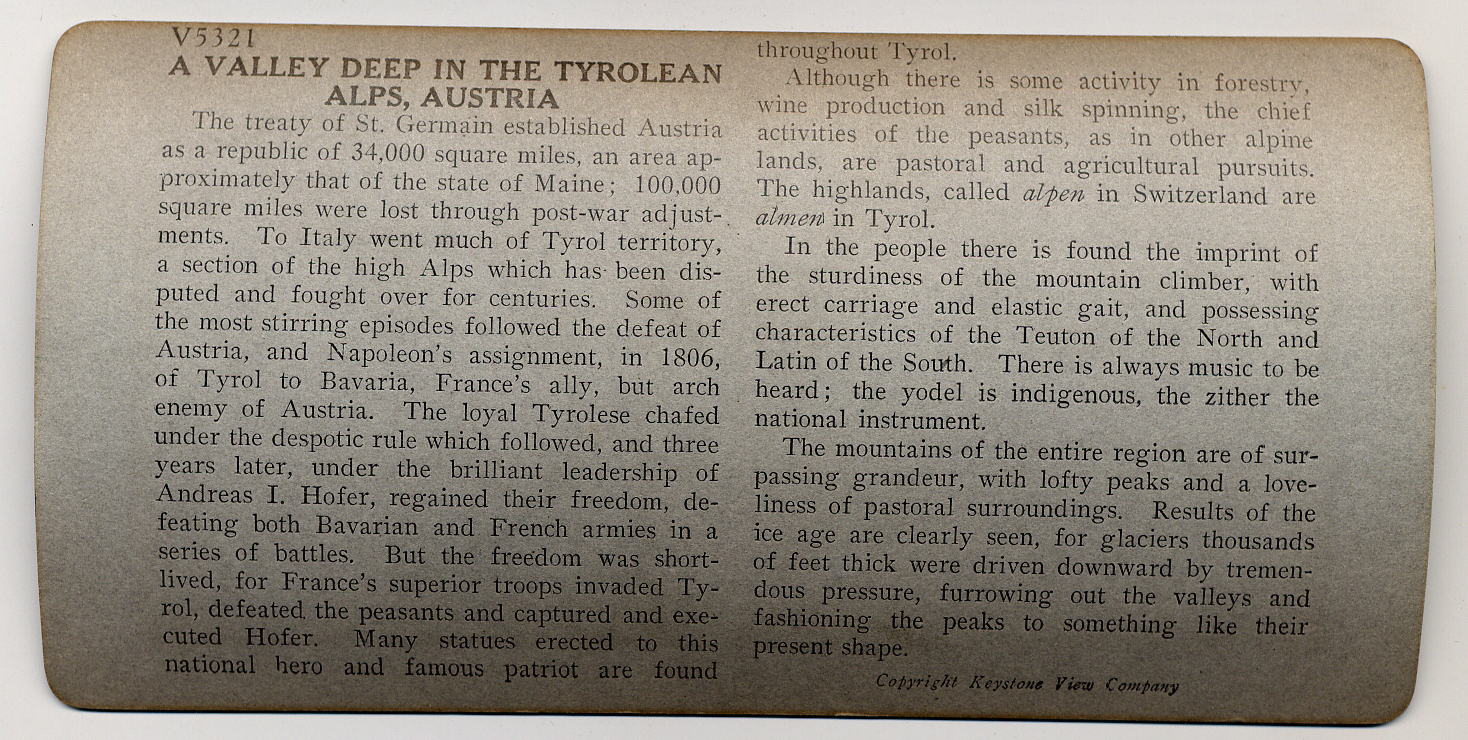 V5321
A VALLEY DEEP IN THE TYROLEAN
ALPS, AUSTRIA
The treaty of St. Germain established Austria
as a republic of 34,000 square miles, an area ap-
proximately that of the state of Maine; 100,000
square miles were lost through post-war adjust-
ments. To Italy went much of Tyrol territory,
a section of the high Alps which has been dis-
puted and fought over for centuries. Some of
the most stirring episodes followed the defeat of
Austria, and Napoleon's assignment, in 1806,
of Tyrol to Bavaria, France's ally, but arch
enemy of Austria. The loyal Tyrolese chafed
under the despotic rule which followed, and three
years later, under the brilliant leadership of
Andreas I. Hofer, regained their freedom, de-
feating both Bavarian and French armies in a
series of battles. But the freedom was short-
lived, for France's superior troops invaded Ty-
rol, defeated the peasants and captured and exe-
cuted Hofer. Many statues erected to this
national hero and famous patriot are found
throughout Tyrol.
Although there is some activity in forestry,
wine production and silk spinning, the chief
activities of the peasants, as in other alpine
lands, are pastoral and agricultural pursuits.
The highlands, called alpen in Switzerland are
almen in Tyrol.
In the people there is found the imprint of
the sturdiness of the mountain climber, with
erect carriage and elastic gait, and possessing
characteristics of the Teuton of the North and
Latin of the South. There is always music to be
heard; the yodel is indigenous, the zither the
national instrument.
The mountains of the entire region are of sur-
passing grandeur, with lofty peaks and a love-
liness of pastoral surroundings. Results of the
ice age are clearly seen, for glaciers thousands
of feet thick were driven downward by tremen-
dous pressure, furrowing out the valleys and
fashioning the peaks to something like their
present shape.
Copyright Keystone View Company